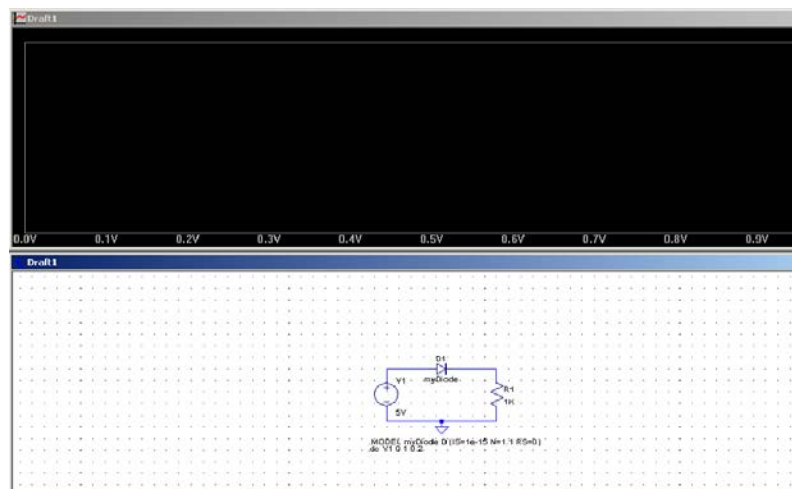 Draft1
0.0V 0.1V 0.2V 0.3V 0.4V 0.5V 0.6V 0.7V 0.8V 0.9V
Draft1
D1
V1
myDiode
R1
1K
5V
.MODEL myDiode D (IS=1e-15 N=1.1 RS=0)
.dc V1 0 1 0.2